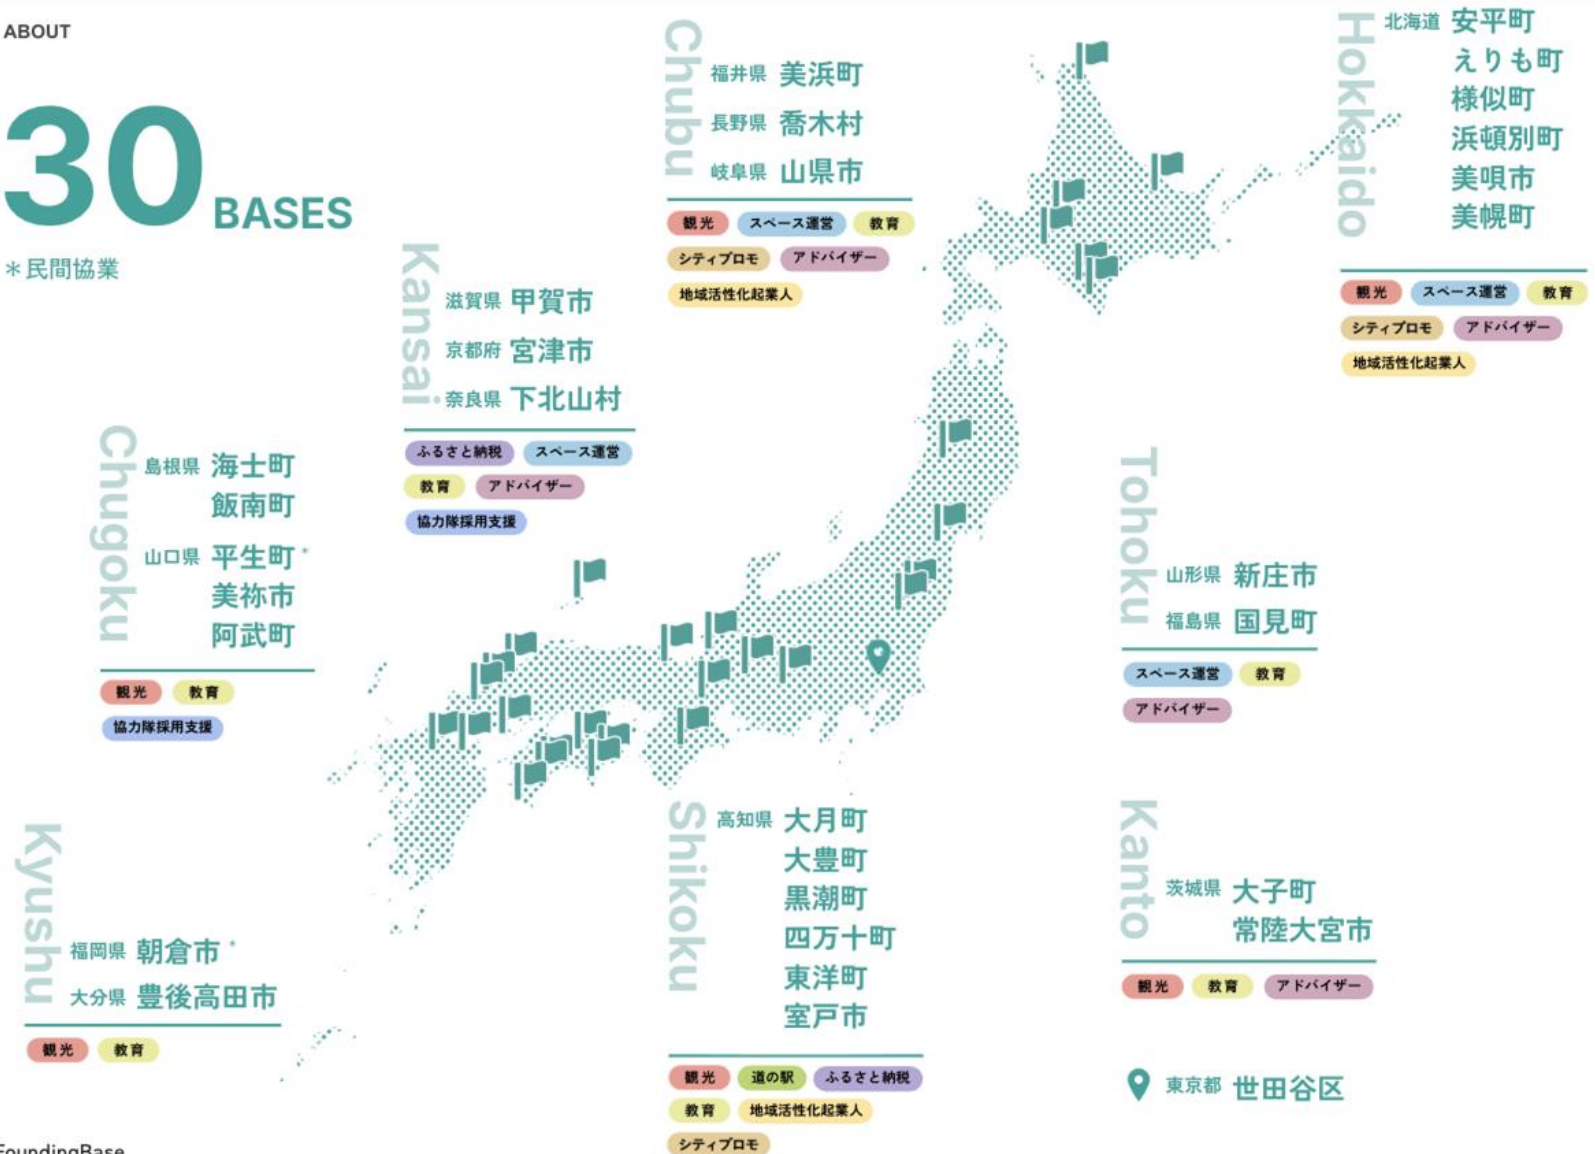 ABOUT
30 BASES
＊民間協業
Chubu
福井県 美浜町
長野県 喬木村
岐阜県 山県市
観光 スペース運営 教育
シティプロモ アドバイザー
地域活性化起業人
Hokkaido
北海道 安平町
えりも町
様似町
浜頓別町
美唄市
美幌町
観光 スペース運営 教育
シティプロモ アドバイザー
地域活性化起業人
Kansai
滋賀県 甲賀市
京都府 宮津市
奈良県 下北山村
ふるさと納税 スペース運営
教育 アドバイザー
協力隊採用支援
Chugoku
島根県 海士町
飯南町
山口県 平生町*
美祢市
阿武町
観光 教育
協力隊採用支援
Tohoku
山形県 新庄市
福島県 国見町
スペース運営 教育
アドバイザー
Kyushu
福岡県 朝倉市*
大分県 豊後高田市
観光 教育
Shikoku
高知県 大月町
大豊町
黒潮町
四万十町
東洋町
室戸市
観光 道の駅 ふるさと納税
教育 地域活性化起業人
シティプロモ
Kanto
茨城県 大子町
常陸大宮市
観光 教育 アドバイザー
東京都 世田谷区
FoundingBase